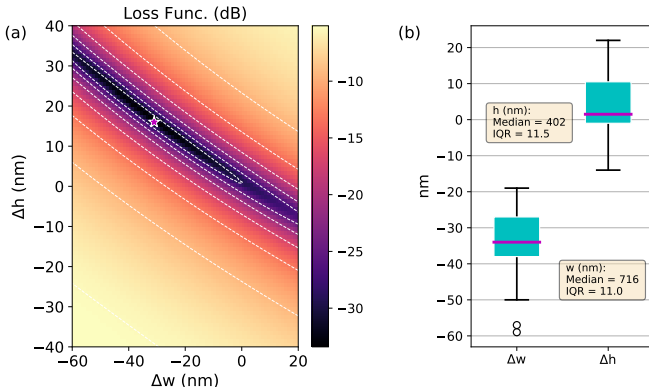 (a)
Loss Func. (dB)
40
30
20
10
0
−10
−20
−30
−40
Δh (nm)
−60
−40
−20
0
20
Δw (nm)
−10
−15
−20
−25
−30
(b)
20
10
0
−10
−20
−30
−40
−50
−60
nm
h (nm):
Median = 402
IQR = 11.5
w (nm):
Median = 716
IQR = 11.0
Δw
Δh